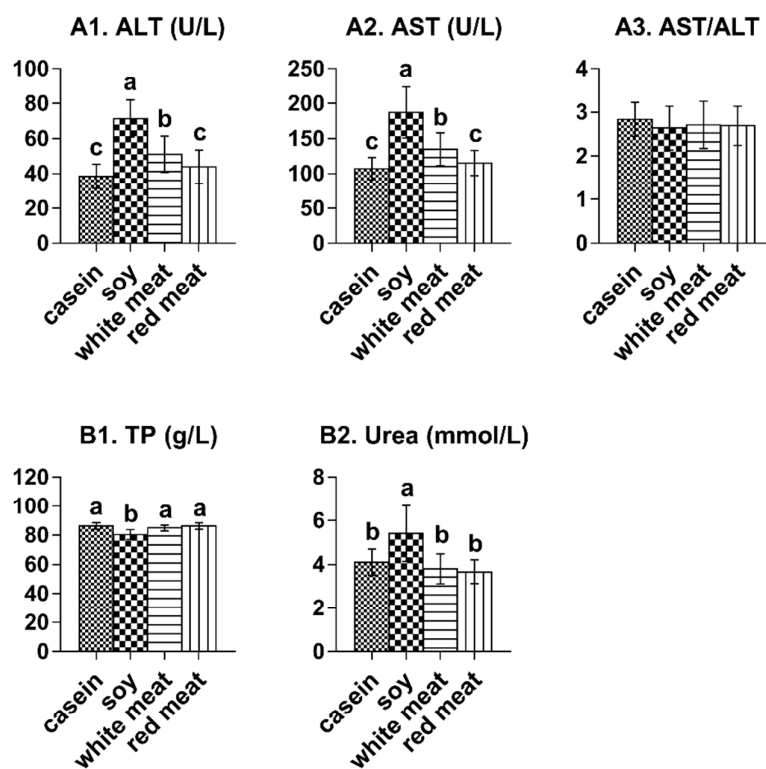 A1. ALT (U/L)
100
80
60
40
20
0
c
a
b
c
casein
soy
white meat
red meat
A2. AST (U/L)
250
200
150
100
50
0
c
a
b
c
casein
soy
white meat
red meat
A3. AST/ALT
4
3
2
1
0
casein
soy
white meat
red meat
B1. TP (g/L)
120
100
80
60
40
20
0
a
b
a
a
casein
soy
white meat
red meat
B2. Urea (mmol/L)
8
6
4
2
0
b
a
b
b
casein
soy
white meat
red meat